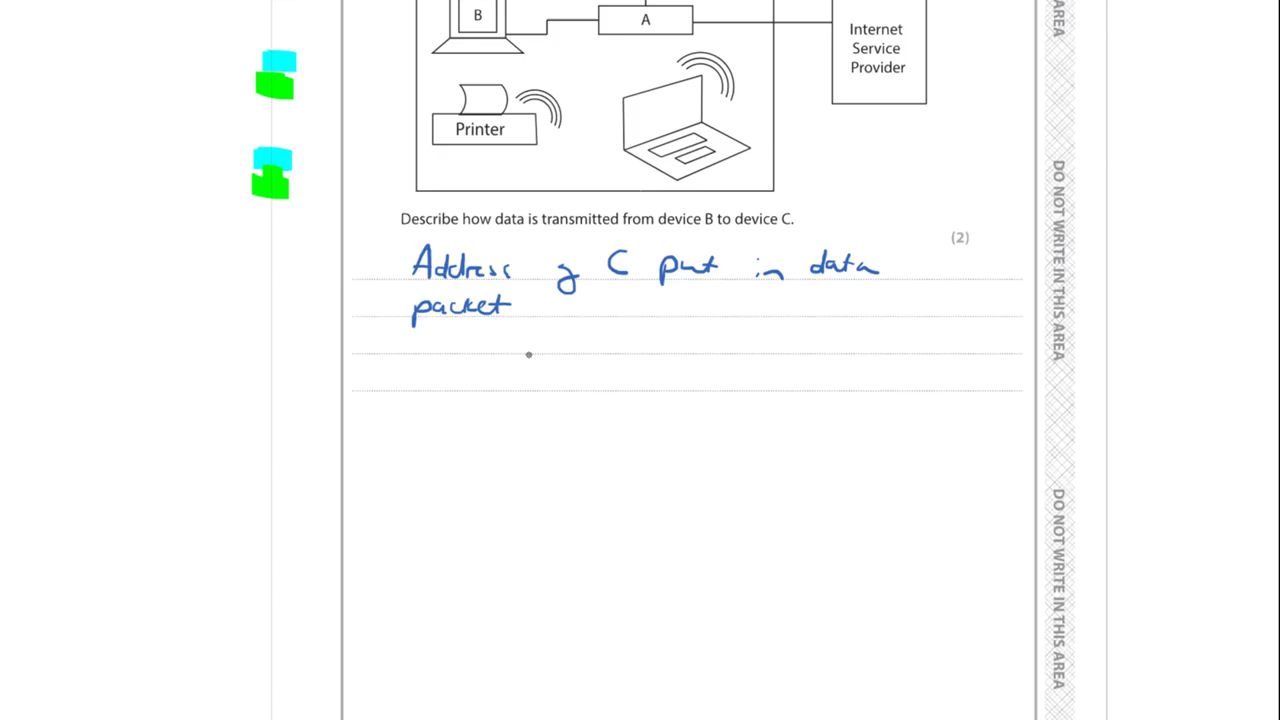 B
A
Internet
Service
Provider
Printer
Describe how data is transmitted from device B to device C.
(2)
Address of C put in data
packet
AREA
DO NOT WRITE IN THIS AREA
DO NOT WRITE IN THIS AREA